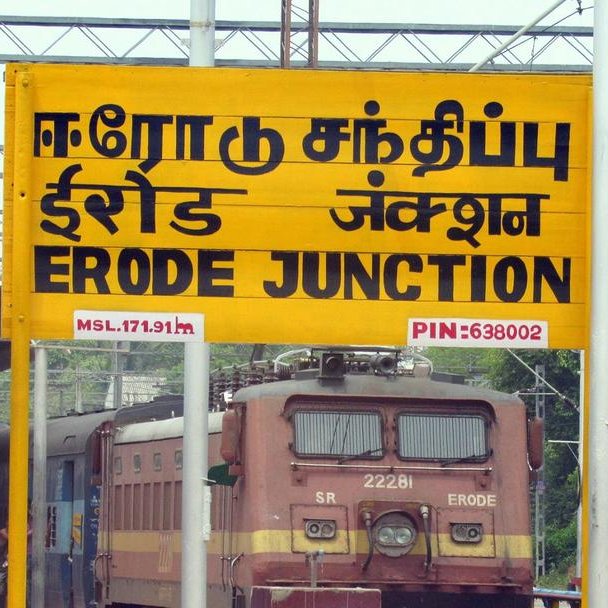 ஈரோடு சந்திப்பு
ईरोड जंक्शन
ERODE JUNCTION
MSL.171.91m
PIN:638002
22281
SR ERODE